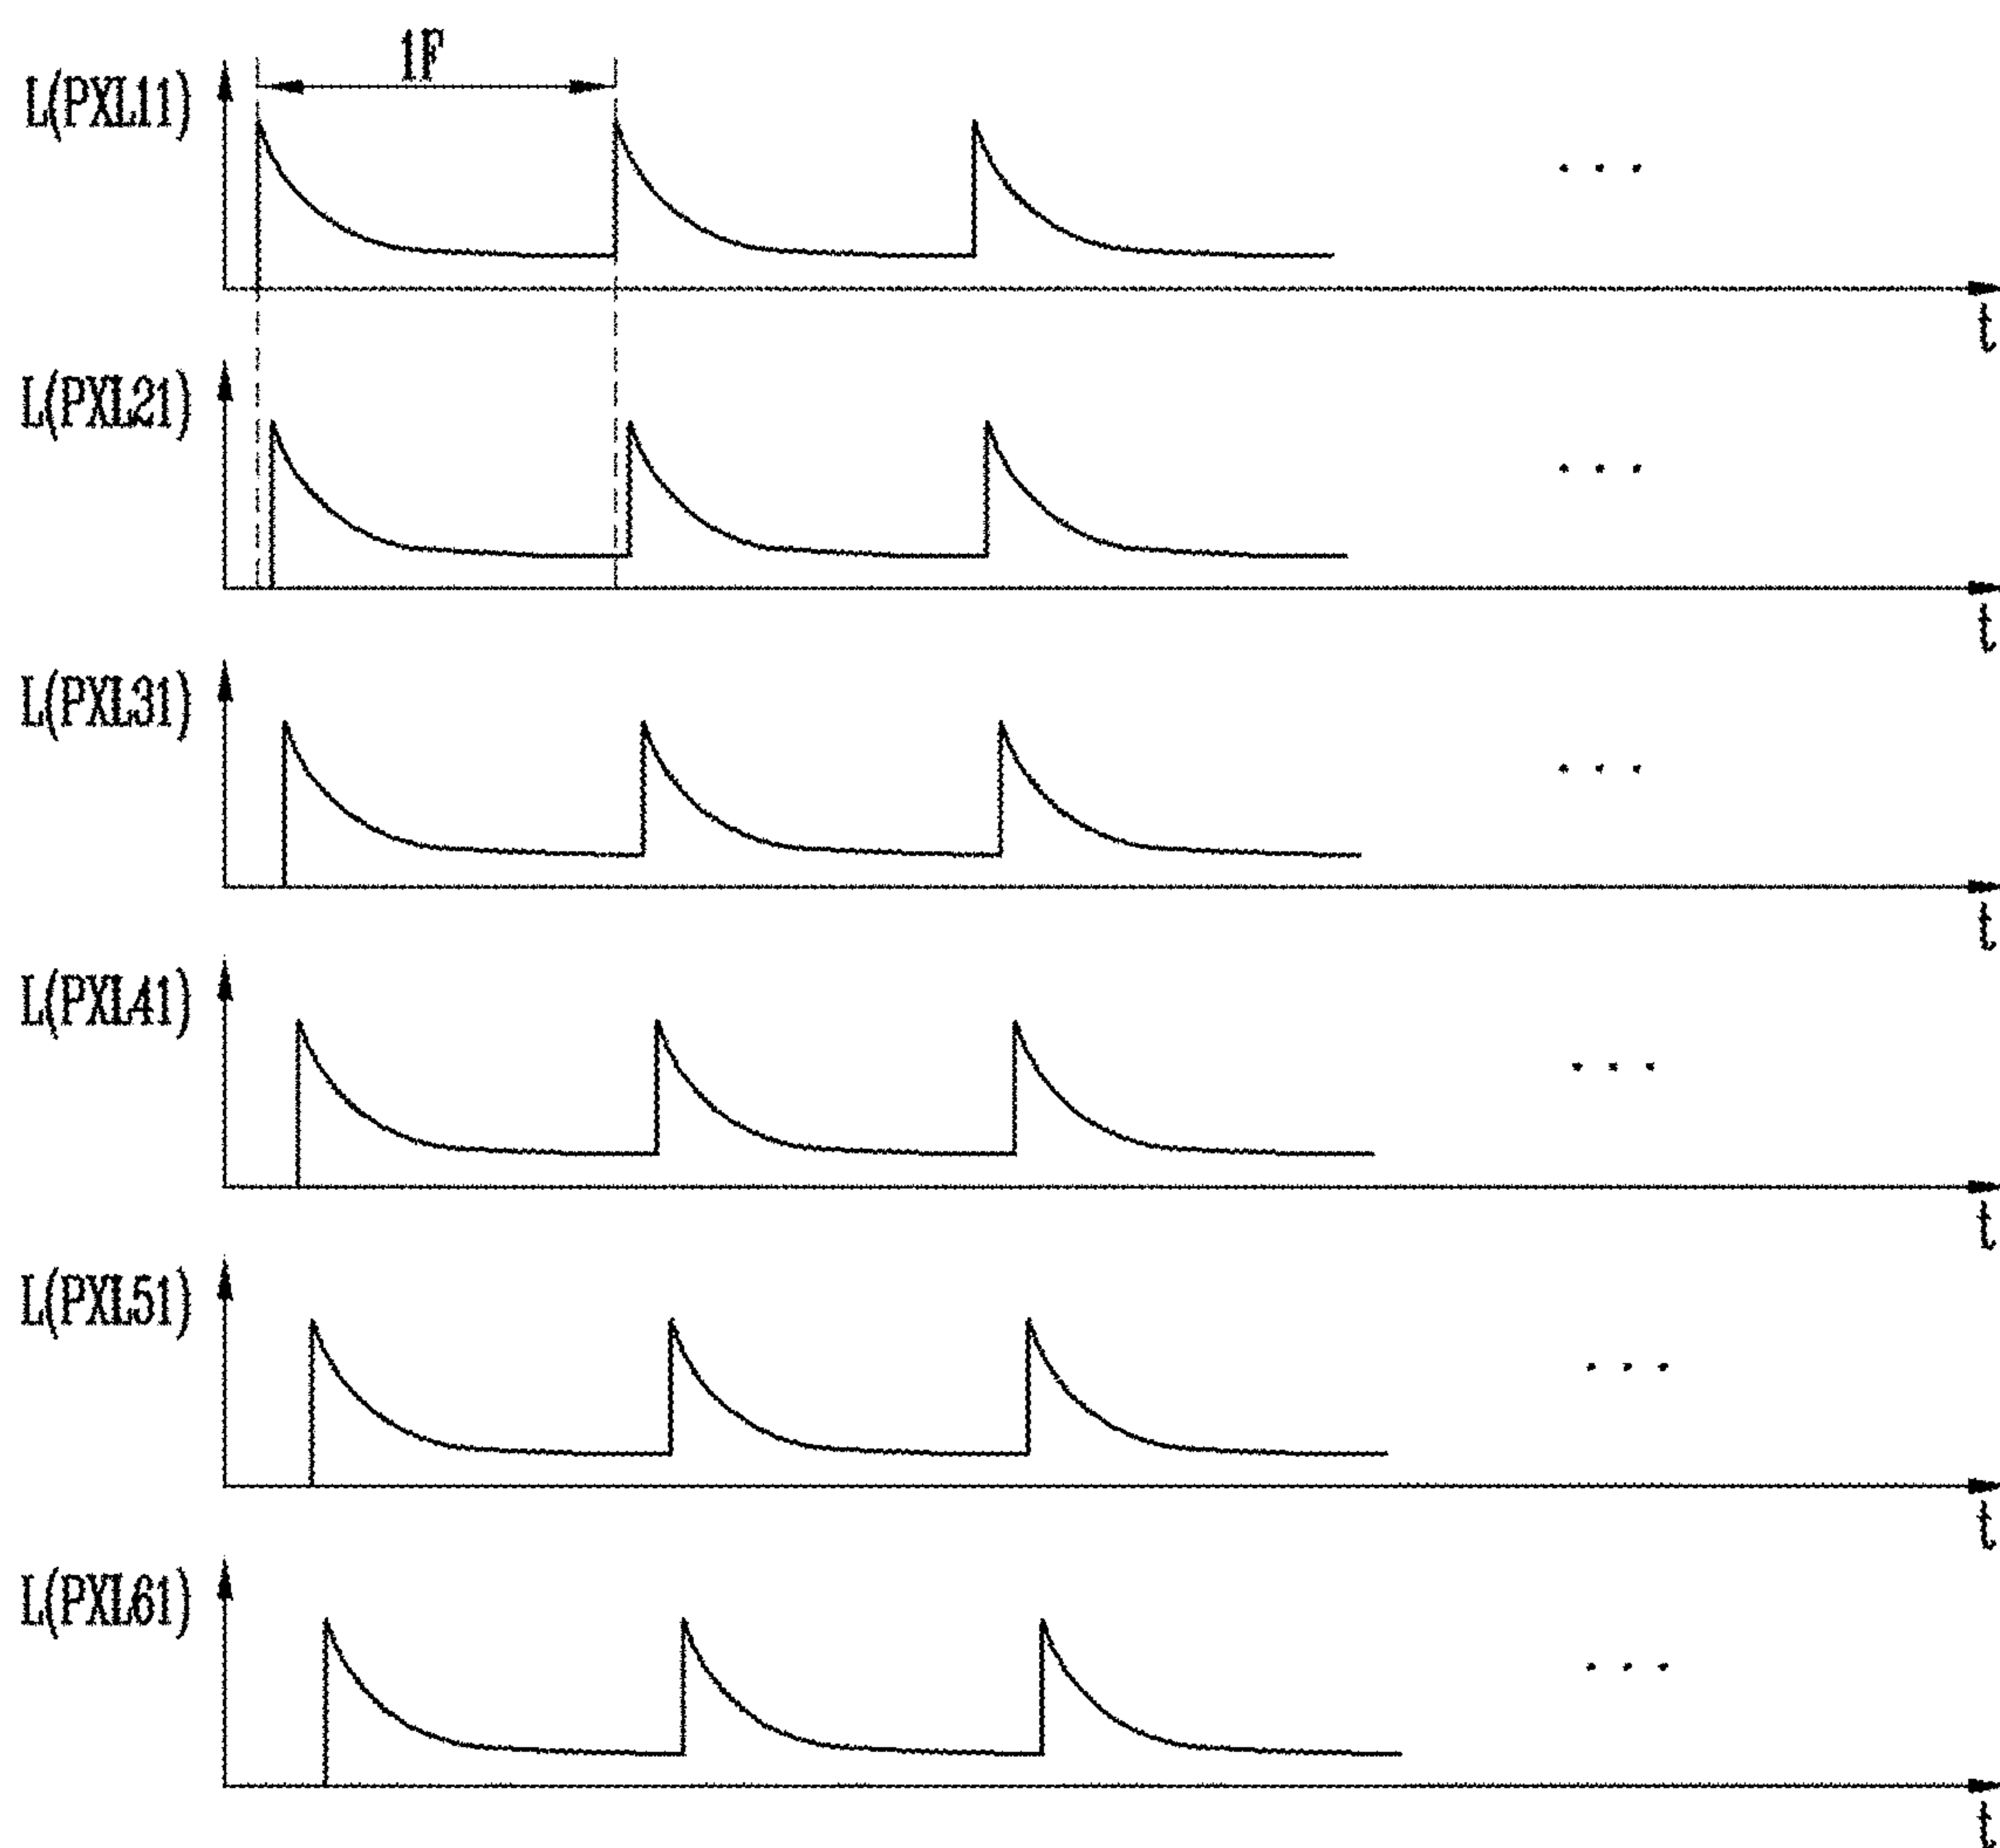 1F
L(PXL11)
. . .
t
L(PXL21)
. . .
t
L(PXL31)
. . .
t
L(PXL41)
. . .
t
L(PXL51)
. . .
t
L(PXL61)
. . .
t